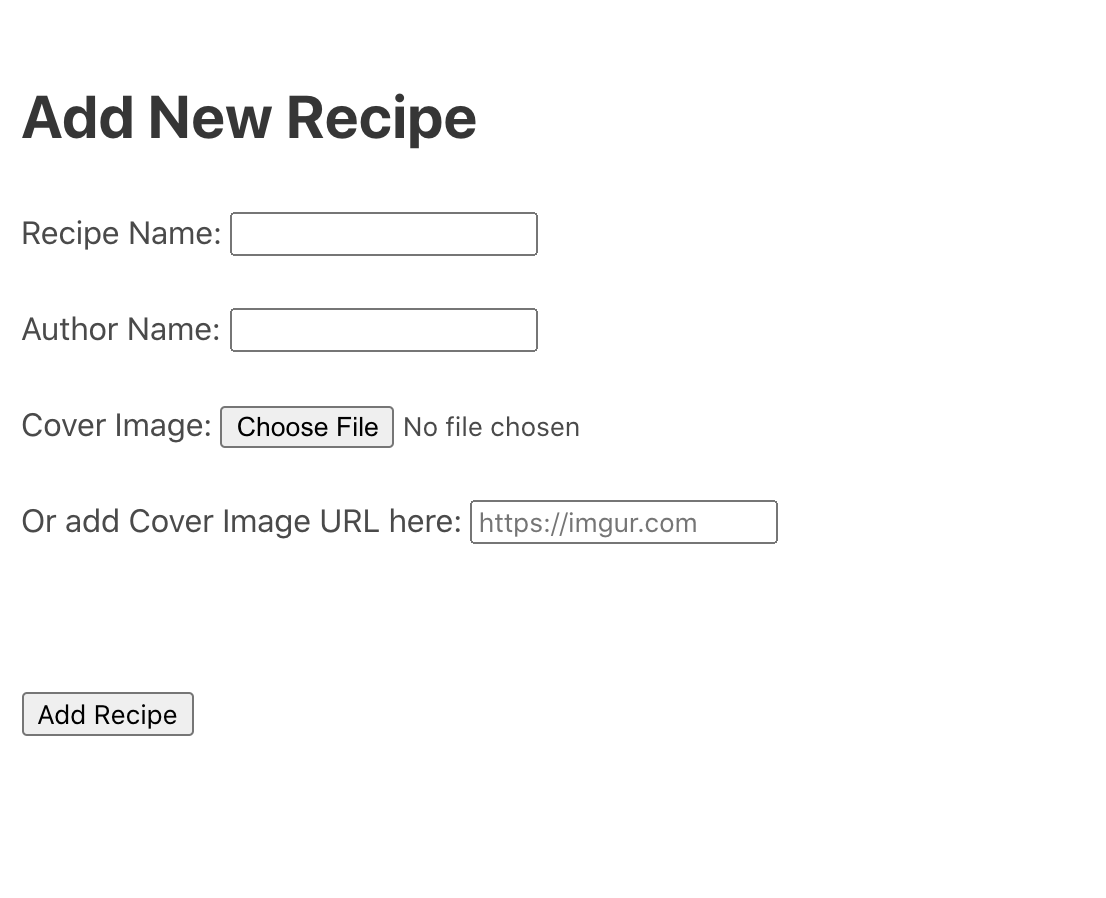 Add New Recipe
Recipe Name:
Author Name:
Cover Image: Choose File No file chosen
Or add Cover Image URL here: https://imgur.com
Add Recipe